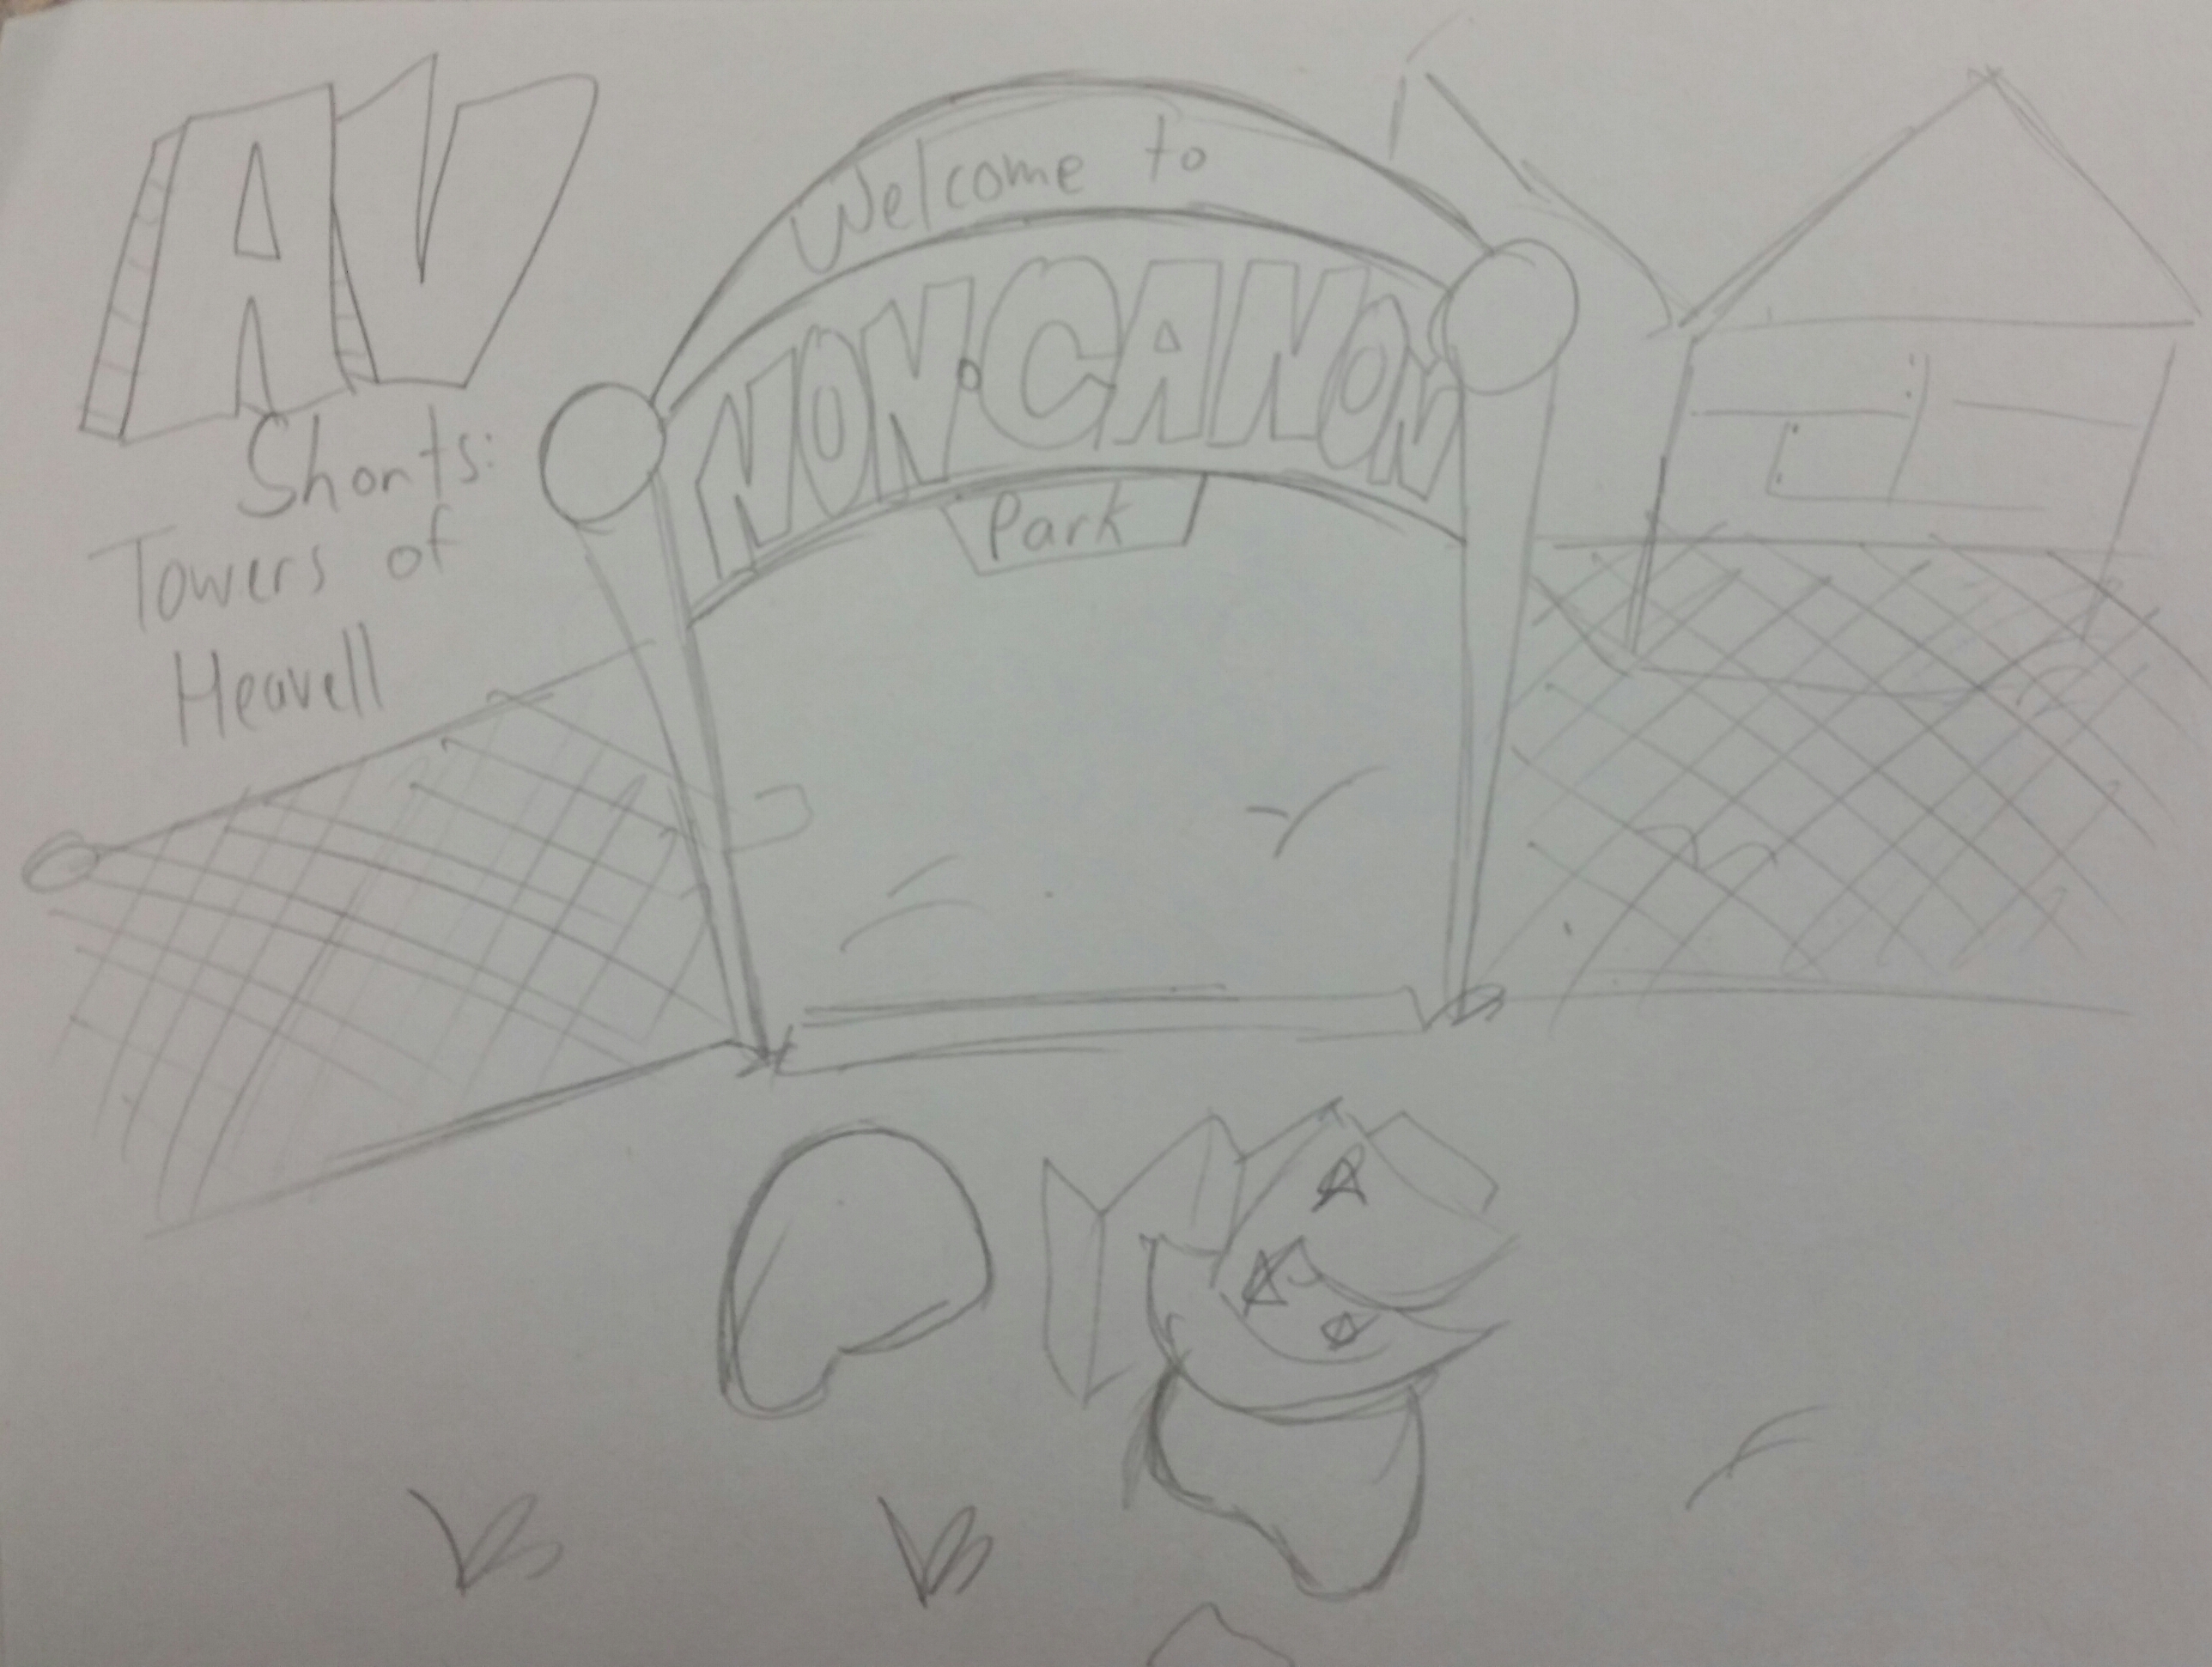 AV
Shorts:
Towers of
Heavell
Welcome to
NON-CANON
Park